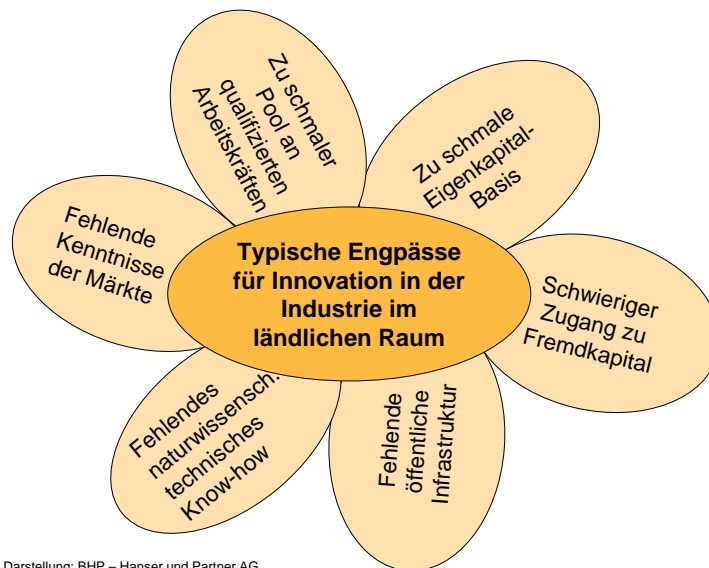 Zu schmaler
Pool an
qualifizierten
Arbeitskräften
Zu schmale
Eigenkapital-
Basis
Fehlende
Kenntnisse
der Märkte
Typische Engpässe
für Innovation in der
Industrie im
ländlichen Raum
Schwieriger
Zugang zu
Fremdkapital
Fehlendes
naturwissensch.
technisches
Know-how
Fehlende
öffentliche
Infrastruktur
Darstellung: BHP – Hanser und Partner AG